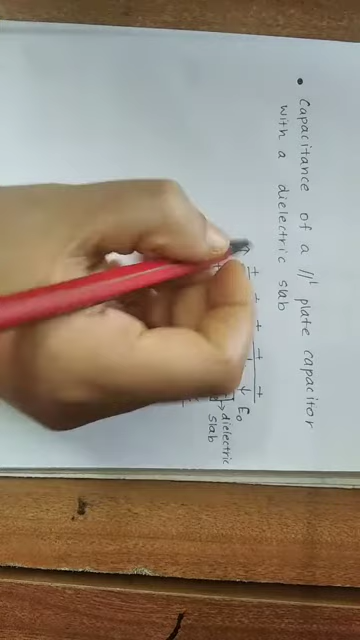 • Capacitance of a //l plate capacitor
with a dielectric slab
+ + + + +
E₀
→ dielectric
slab